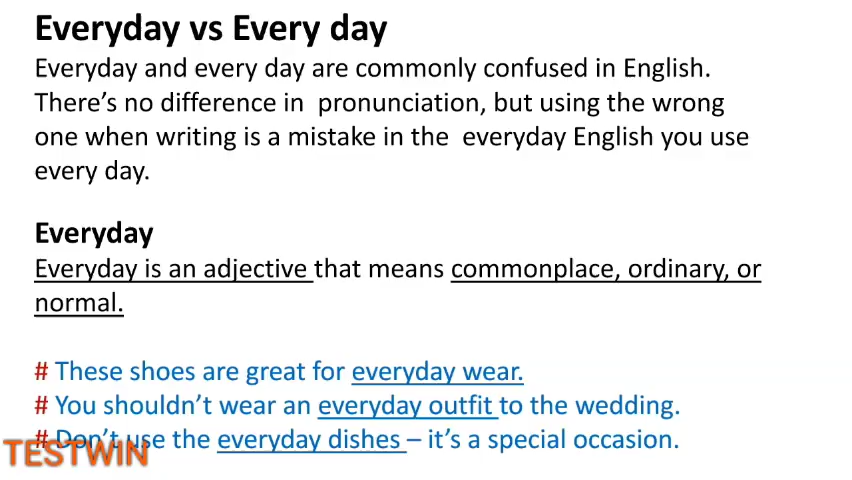 Everyday vs Every day
Everyday and every day are commonly confused in English.
There's no difference in pronunciation, but using the wrong
one when writing is a mistake in the everyday English you use
every day.
Everyday
Everyday is an adjective that means commonplace, ordinary, or
normal.
# These shoes are great for everyday wear.
# You shouldn't wear an everyday outfit to the wedding.
# Don't use the everyday dishes – it's a special occasion.
TESTWIN